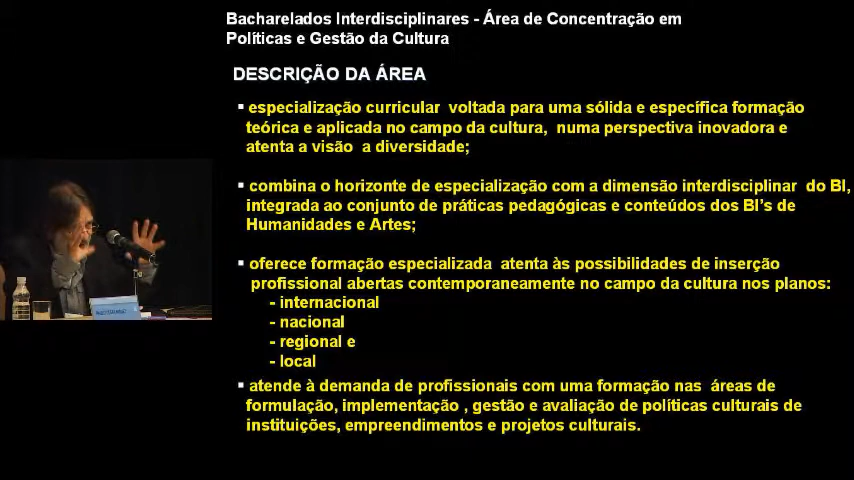 Bacharelados Interdisciplinares - Área de Concentração em
Políticas e Gestão da Cultura
DESCRIÇÃO DA ÁREA
▪ especialização curricular voltada para uma sólida e específica formação
teórica e aplicada no campo da cultura, numa perspectiva inovadora e
atenta a visão a diversidade;
▪ combina o horizonte de especialização com a dimensão interdisciplinar do BI,
integrada ao conjunto de práticas pedagógicas e conteúdos dos BI's de
Humanidades e Artes;
▪ oferece formação especializada atenta às possibilidades de inserção
profissional abertas contemporaneamente no campo da cultura nos planos:
- internacional
- nacional
- regional e
- local
▪ atende à demanda de profissionais com uma formação nas áreas de
formulação, implementação , gestão e avaliação de políticas culturais de
instituições, empreendimentos e projetos culturais.